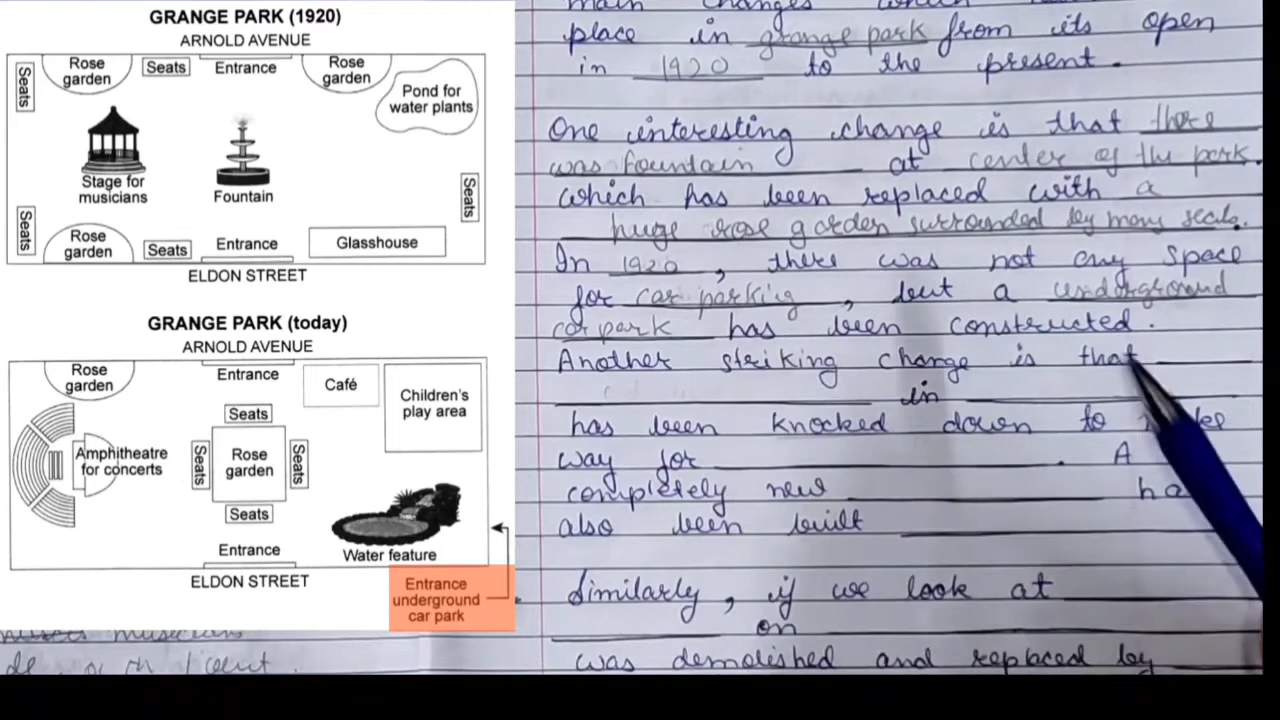 GRANGE PARK (1920)
ARNOLD AVENUE
Seats
Rose
garden
Seats
Entrance
Rose
garden
Pond for
water plants
Stage for
musicians
Fountain
Seats
Seats
Rose
garden
Seats
Entrance
Glasshouse
ELDON STREET
GRANGE PARK (today)
ARNOLD AVENUE
Rose
garden
Entrance
Café
Children's
play area
Seats
Amphitheatre
for concerts
Seats
Rose
garden
Seats
Seats
Entrance
Water feature
ELDON STREET
Entrance
underground
car park
musicians
main changes which
place in grange park from its open
in 1920 to the present.
One interesting change is that there
was fountain at center of the park.
which has been replaced with a
huge rose garden surrounded by many seats.
In 1920, there was not any space
for car parking, but a underground
car park has been constructed.
Another striking change is that
in
has been knocked down to
way for . A
completely new ha
also been built
Similarly, if we look at
on
was demolished and replaced by